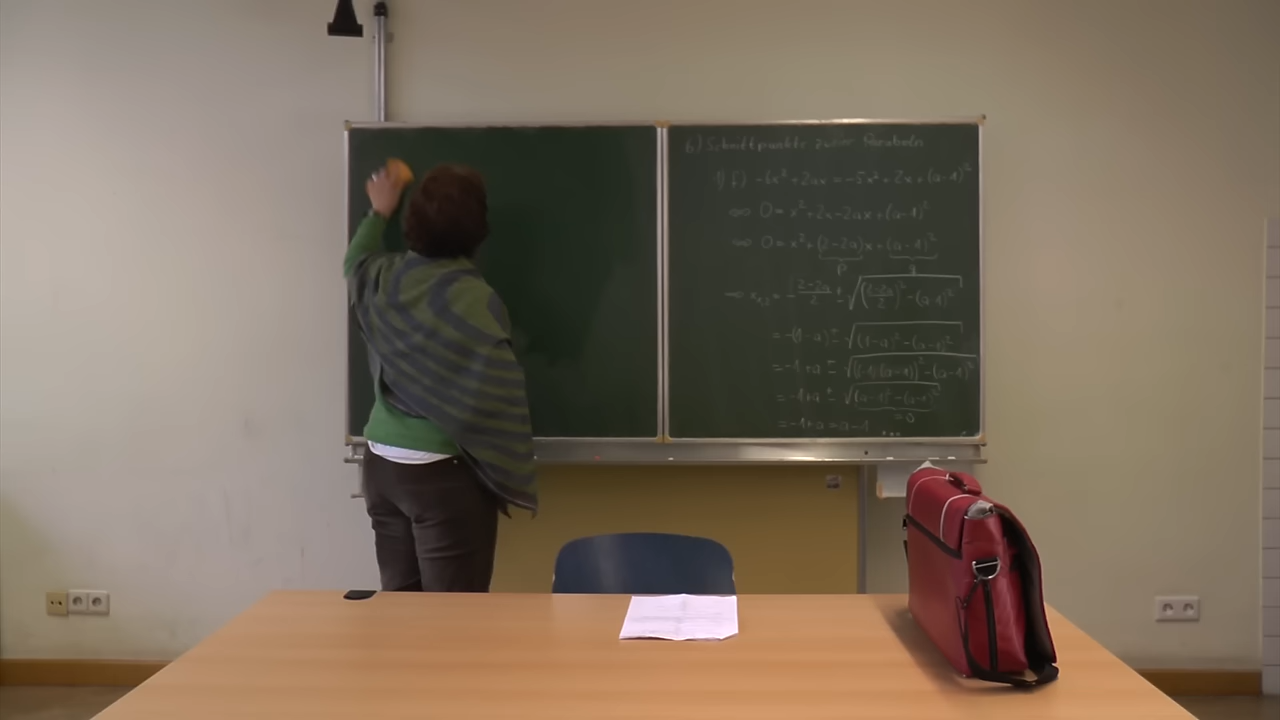 b) Schnittpunkte zweier Parabeln
1) f) -6x² + 2ax = -5x² + 2x + (a-1)²
⇔ 0 = x² + 2x - 2ax + (a-1)²
⇔ 0 = x² + (2-2a)x + (a-1)²
p q
⇒ x₁,₂ = - (2-2a)/2 ± √((2-2a)/2)² - (a-1)²
= -(1-a) ± √(1-a)² - (a-1)²
= -1+a ± √((-1)(a-1))² - (a-1)²
= -1+a ± √(a-1)² - (a-1)²
= 0
= -1+a = a-1